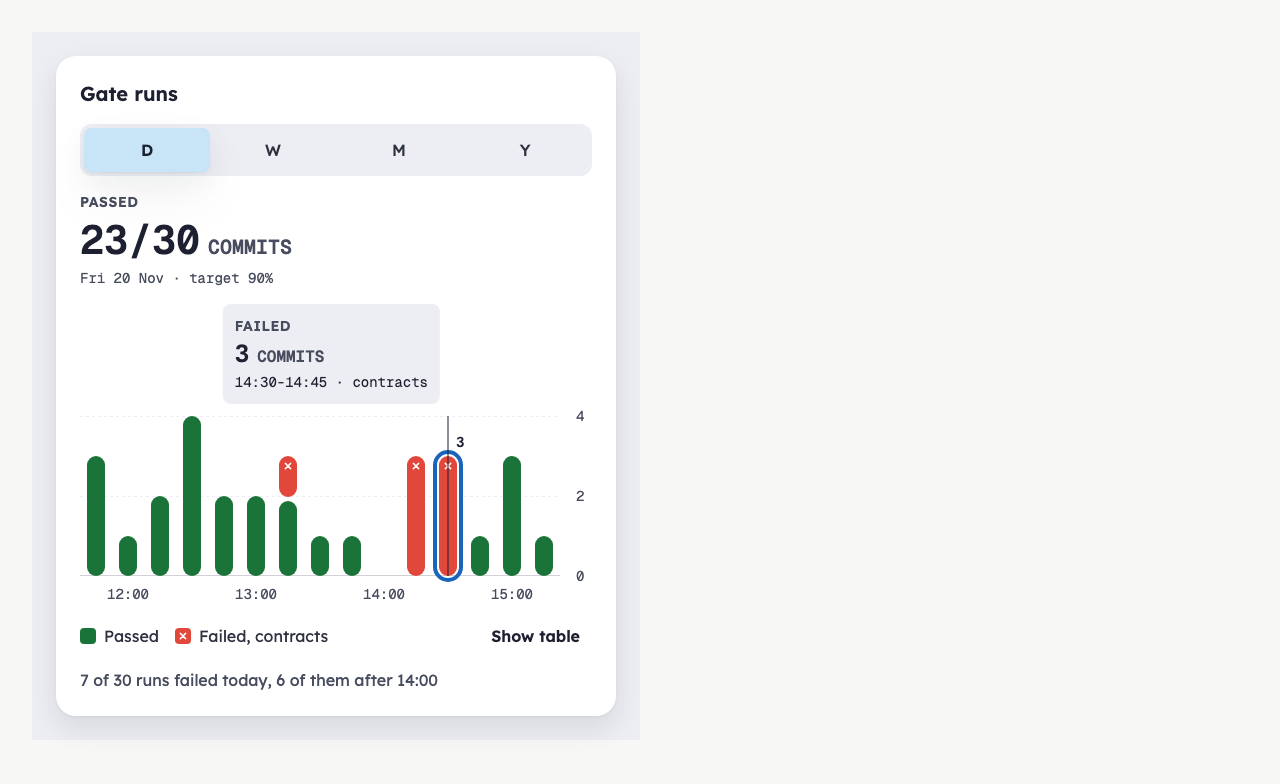 Gate runs
D W M Y
PASSED
23/30 COMMITS
Fri 20 Nov · target 90%
FAILED
3 COMMITS
14:30-14:45 · contracts
4
3
2
0
12:00 13:00 14:00 15:00
Passed Failed, contracts Show table
7 of 30 runs failed today, 6 of them after 14:00